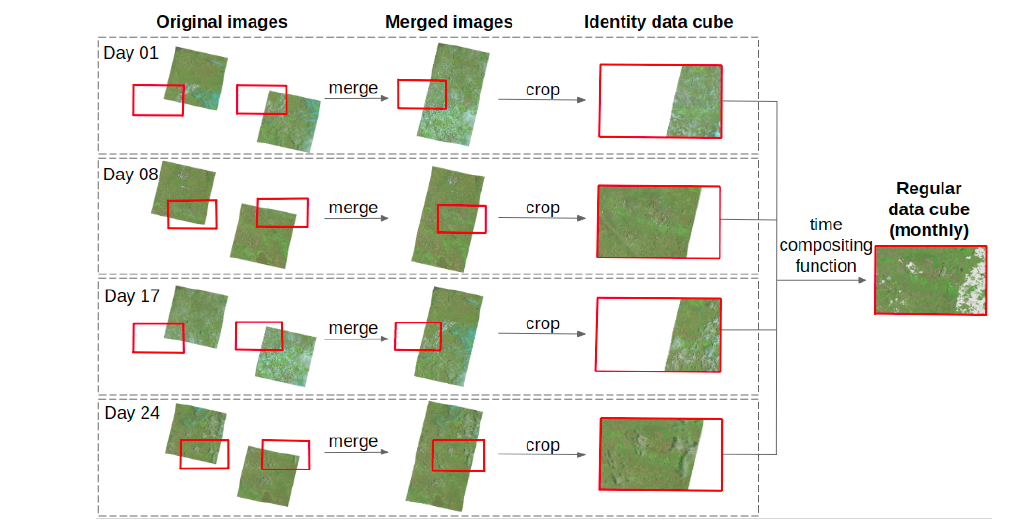 Original images
Merged images
Identity data cube
Day 01
merge
crop
Day 08
merge
crop
Day 17
merge
crop
Day 24
merge
crop
time
compositing
function
Regular
data cube
(monthly)